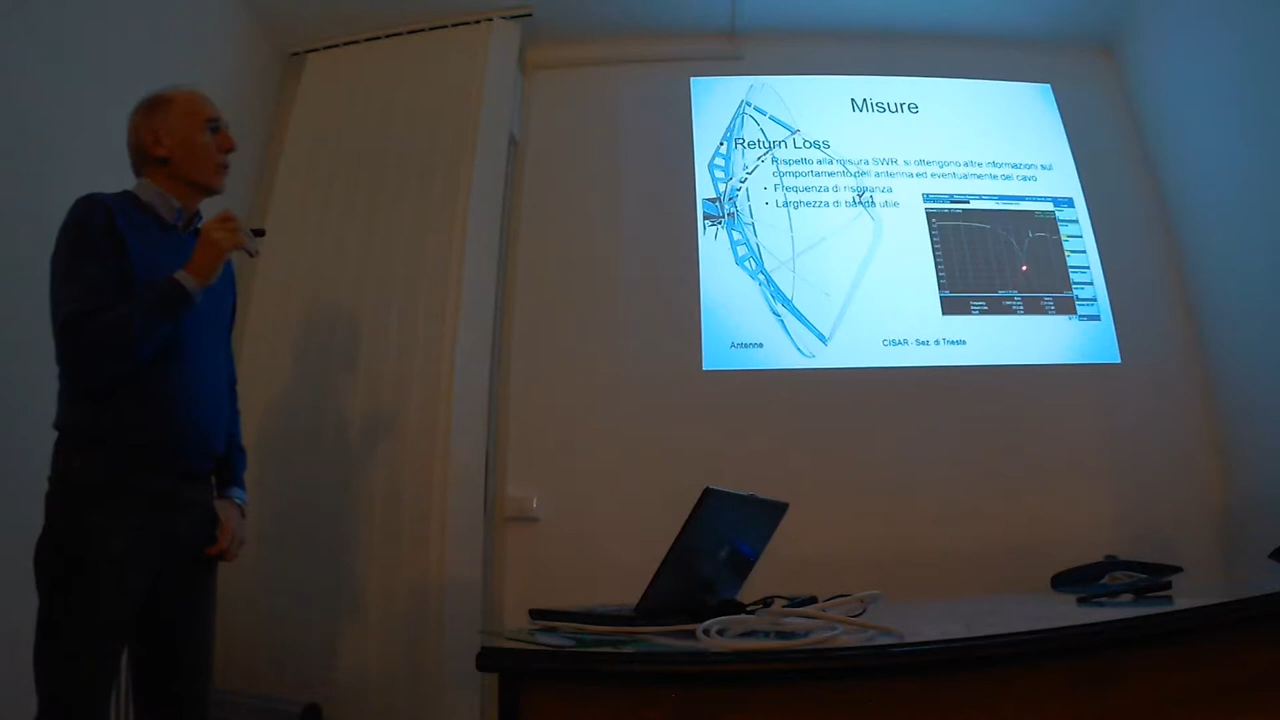 Misure
Return Loss
Rispetto alla misura SWR, si ottengono altre informazioni sul
comportamento dell antenna ed eventualmente del cavo
Frequenza di risonanza
Larghezza di banda utile
Antenne
CISAR - Sez. di Trieste